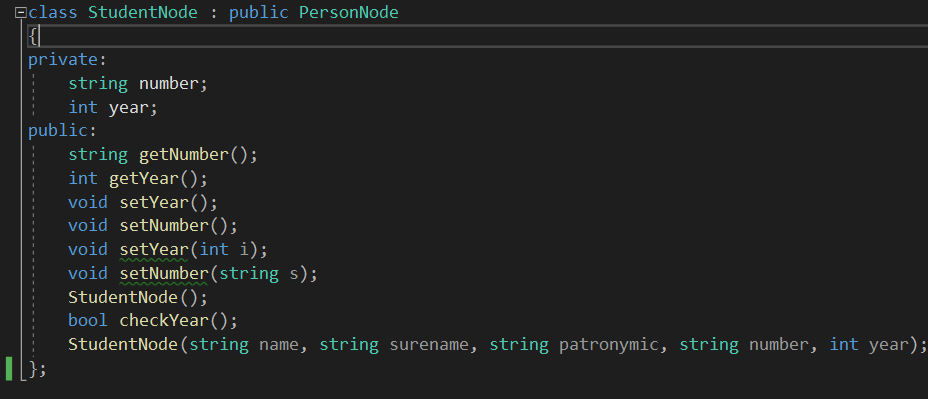 class StudentNode : public PersonNode
{
private:
string number;
int year;
public:
string getNumber();
int getYear();
void setYear();
void setNumber();
void setYear(int i);
void setNumber(string s);
StudentNode();
bool checkYear();
StudentNode(string name, string surename, string patronymic, string number, int year);
};